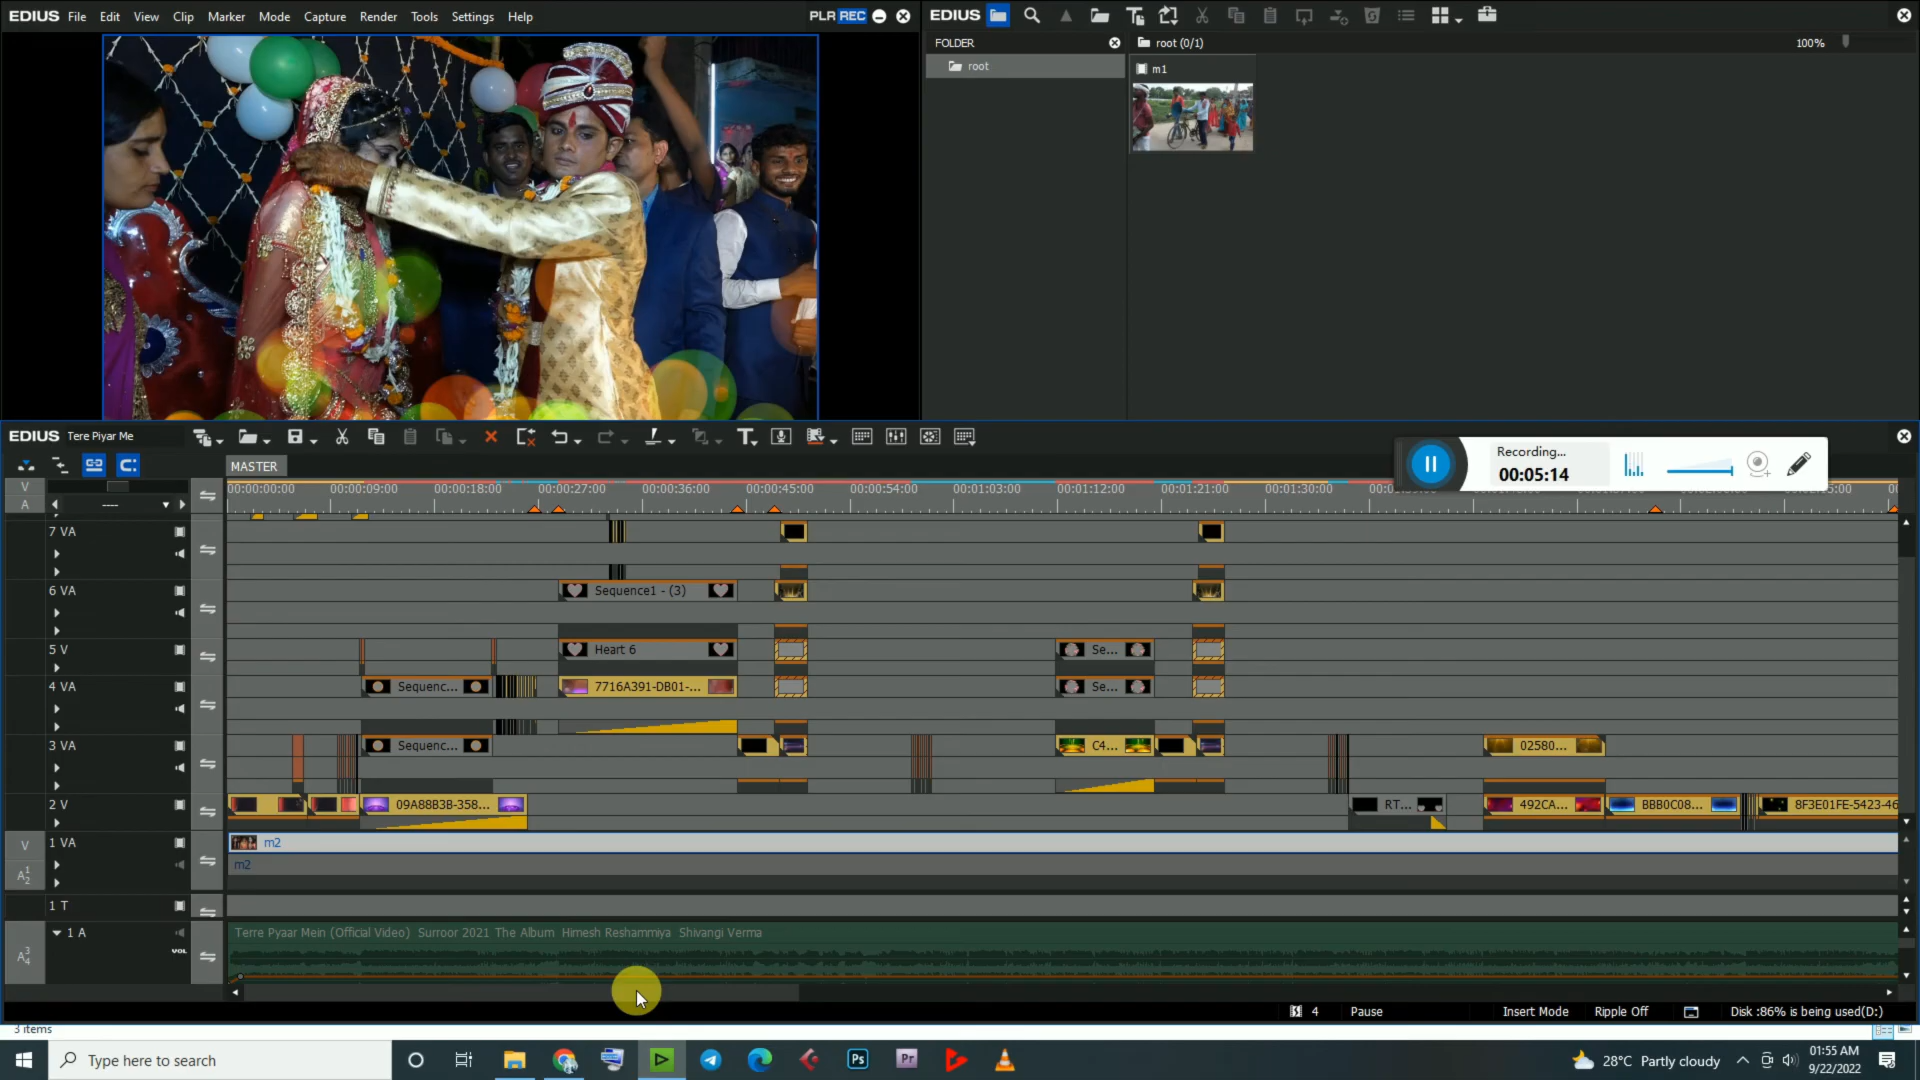 EDIUS File Edit View Clip Marker Mode Capture Render Tools Settings Help PLR REC
EDIUS
FOLDER
root (0/1)
100%
root
m1
EDIUS Tere Piyar Me
Recording...
00:05:14
MASTER
V
A
----
00:00:00:00 00:00:09:00 00:00:18:00 00:00:27:00 00:00:36:00 00:00:45:00 00:00:54:00 00:01:03:00 00:01:12:00 00:01:21:00 00:01:30:00
7 VA
6 VA Sequence1 - (3)
5 V Heart 6 Se...
4 VA Sequenc... 7716A391-DB01-... Se...
3 VA Sequenc... C4... 02580...
2 V 09A88B3B-358... RT... 492CA... BBB0C08... 8F3E01FE-5423-46
V 1 VA m2
A 1 2 m2
1 T
1 A Terre Pyaar Mein (Official Video) Surroor 2021 The Album Himesh Reshammiya Shivangi Verma
A 3 4 VOL
4 Pause Insert Mode Ripple Off Disk :86% is being used(D:)
3 items
Type here to search
Ps
Pr
28°C Partly cloudy
01:55 AM
9/22/2022